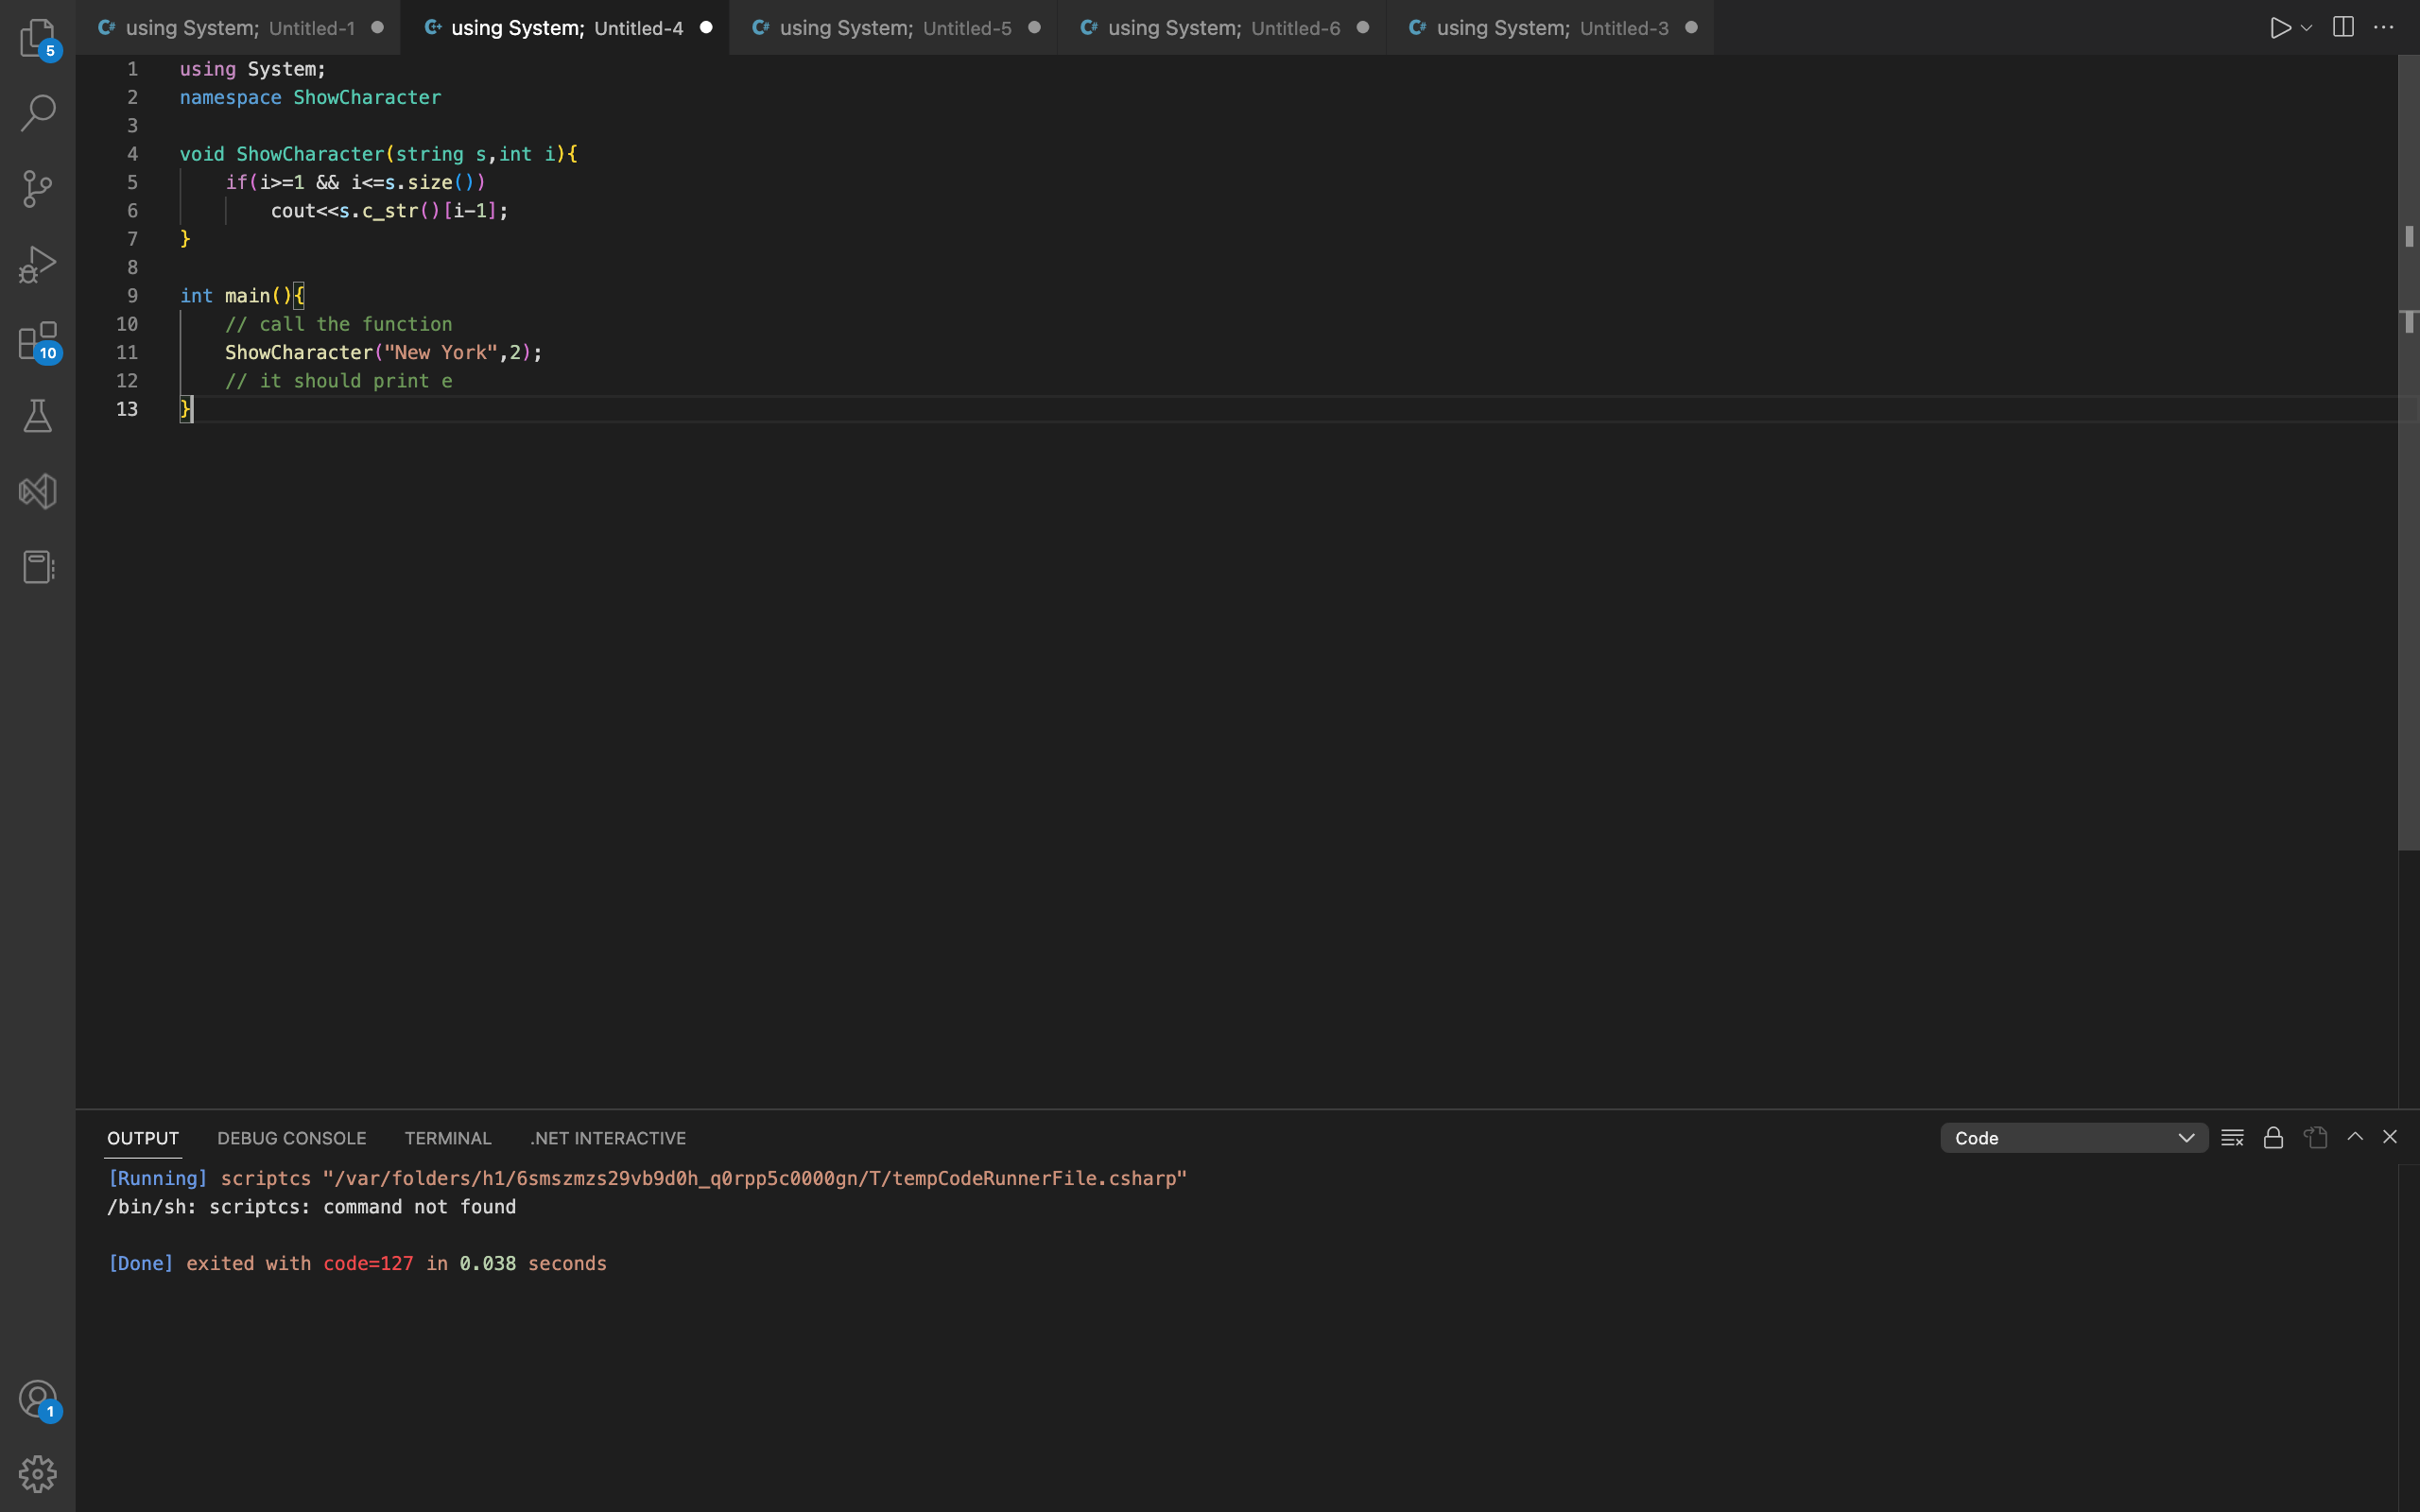 using System; Untitled-1
using System; Untitled-4
using System; Untitled-5
using System; Untitled-6
using System; Untitled-3
5
10
1
1 using System;
2 namespace ShowCharacter
3
4 void ShowCharacter(string s,int i){
5 if(i>=1 && i<=s.size())
6 cout<<s.c_str()[i-1];
7 }
8
9 int main(){
10 // call the function
11 ShowCharacter("New York",2);
12 // it should print e
13 }
OUTPUT DEBUG CONSOLE TERMINAL .NET INTERACTIVE Code
[Running] scriptcs "/var/folders/h1/6smszmzs29vb9d0h_q0rpp5c0000gn/T/tempCodeRunnerFile.csharp"
/bin/sh: scriptcs: command not found
[Done] exited with code=127 in 0.038 seconds